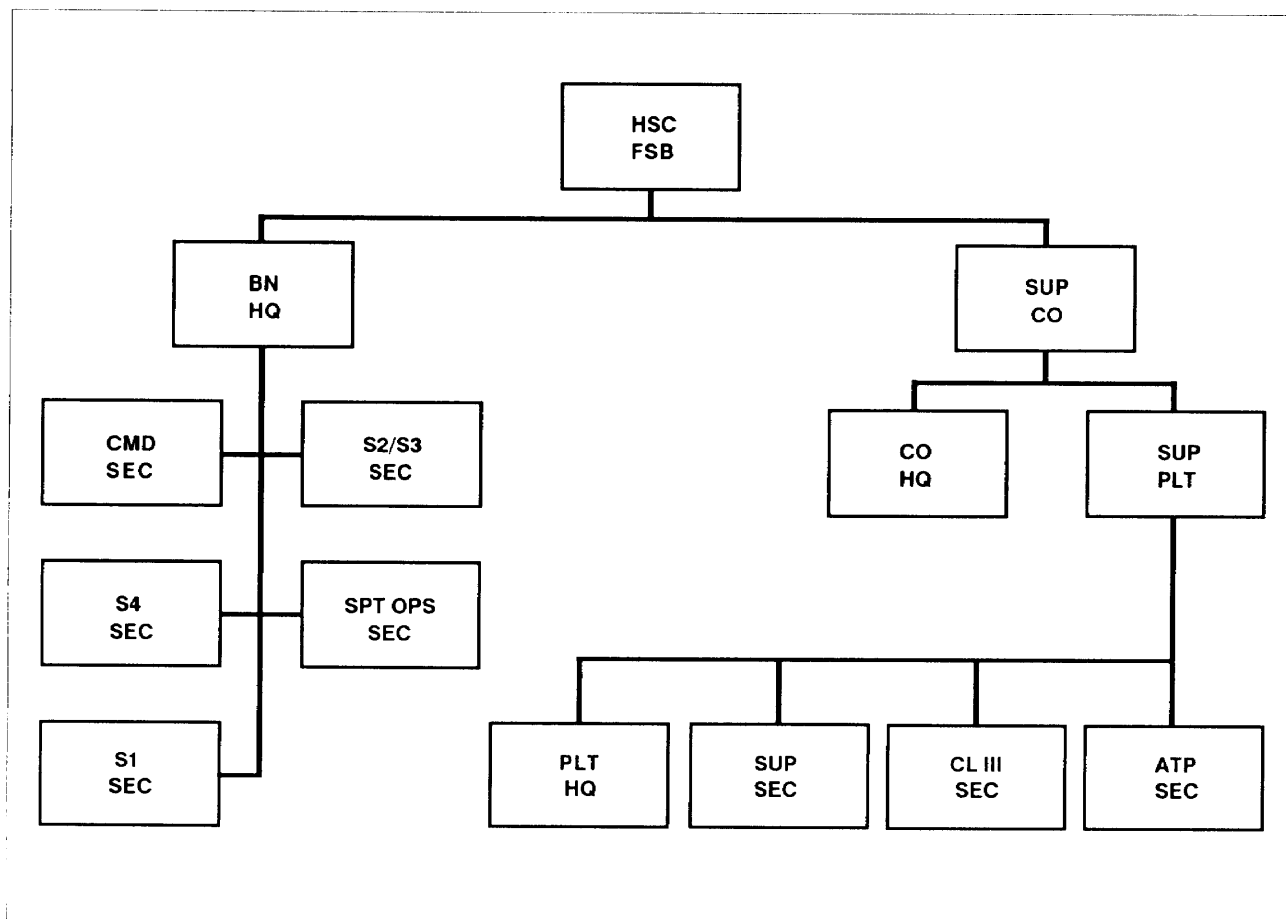 HSC
FSB
BN
HQ
SUP
CO
CMD
SEC
S2/S3
SEC
CO
HQ
SUP
PLT
S4
SEC
SPT OPS
SEC
S1
SEC
PLT
HQ
SUP
SEC
CL III
SEC
ATP
SEC